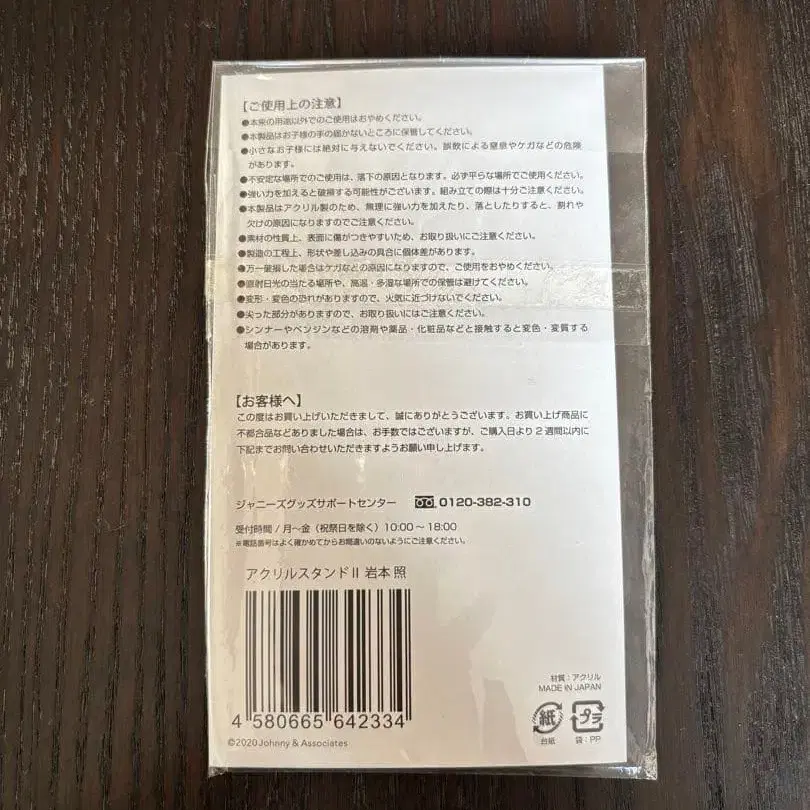 【ご使用上の注意】
●本来の用途以外でのご使用はおやめください。
●本製品はお子様の手の届かないところに保管してください。
●小さなお子様には絶対に与えないでください。誤飲による窒息やケガなどの危険
があります。
●不安定な場所でのご使用は、落下の原因となります。必ず平らな場所でご使用ください。
●強い力を加えると破損する可能性がございます。組み立ての際は十分ご注意ください。
●本製品はアクリル製のため、無理に強い力を加えたり、落としたりすると、割れや
欠けの原因になりますのでご注意ください。
●素材の性質上、表面に傷がつきやすいため、お取り扱いにご注意ください。
●製造の工程上、形状や差し込みの具合に個体差があります。
●万一破損した場合はケガなどの原因になりますので、ご使用をおやめください。
●直射日光の当たる場所や、高温・多湿な場所での保管は避けてください。
●変形・変色の恐れがありますので、火気に近づけないでください。
●尖った部分がありますので、お取り扱いにはご注意ください。
●シンナーやベンジンなどの溶剤や薬品・化粧品などと接触すると変色・変質する
場合があります。
【お客様へ】
この度はお買い上げいただきまして、誠にありがとうございます。お買い上げ商品に
不都合品などありました場合は、お手数ではございますが、ご購入日より2週間以内に
下記までお問い合わせいただきますようお願い申し上げます。
ジャニーズグッズサポートセンター 0120-382-310
受付時間/月〜金（祝祭日を除く）10:00〜18:00
※電話番号はよく確かめてからお間違いのないようにご注意ください。
アクリルスタンドⅡ 岩本 照
4 580665 642334
©2020 Johnny & Associates
材質：アクリル
MADE IN JAPAN
紙 プラ
台紙 袋：PP